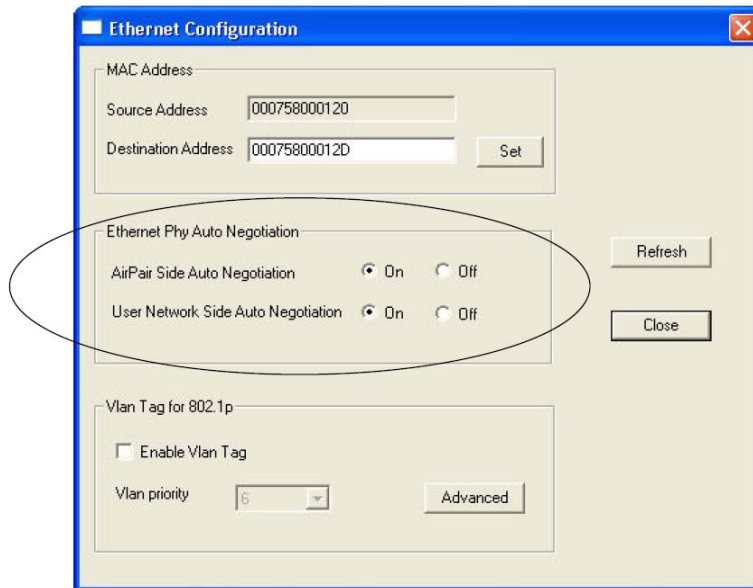 Ethernet Configuration
MAC Address
Source Address 000758000120
Destination Address 00075800012D Set
Ethernet Phy Auto Negotiation
AirPair Side Auto Negotiation On Off
User Network Side Auto Negotiation On Off
Refresh
Close
Vlan Tag for 802.1p
Enable Vlan Tag
Vlan priority 6 Advanced